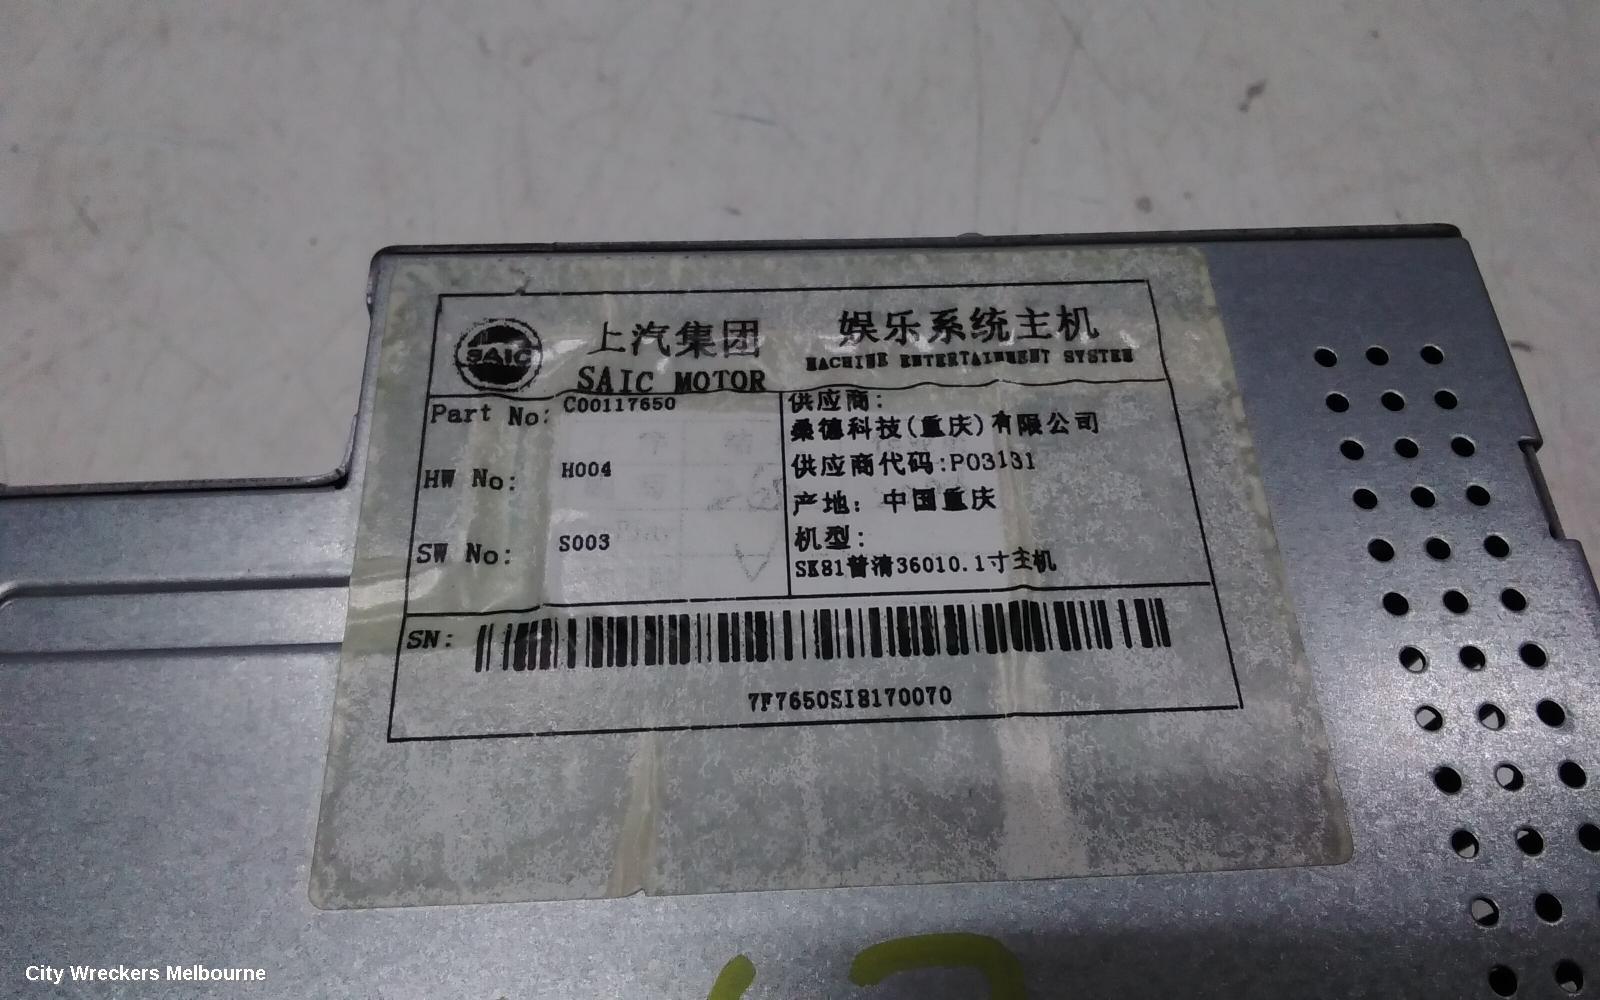 SAIC
上汽集团
SAIC MOTOR
娱乐系统主机
MACHINE ENTERTAINMENT SYSTEM
Part No: C00117650
HW No: H004
SW No: S003
供应商:
桑德科技(重庆)有限公司
供应商代码:P03131
产地: 中国重庆
机型:
SK81普清36010.1寸主机
SN:
7F7650SI8170070
City Wreckers Melbourne